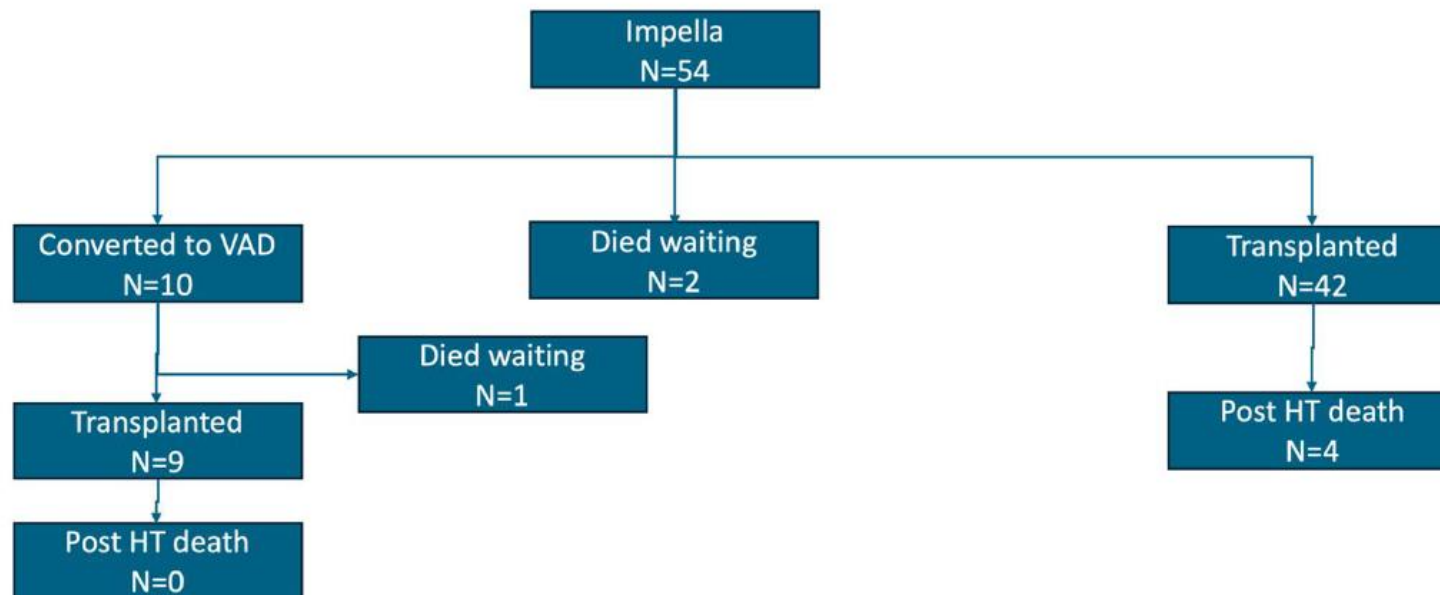 Impella
N=54
Converted to VAD
N=10
Died waiting
N=2
Transplanted
N=42
Died waiting
N=1
Transplanted
N=9
Post HT death
N=4
Post HT death
N=0